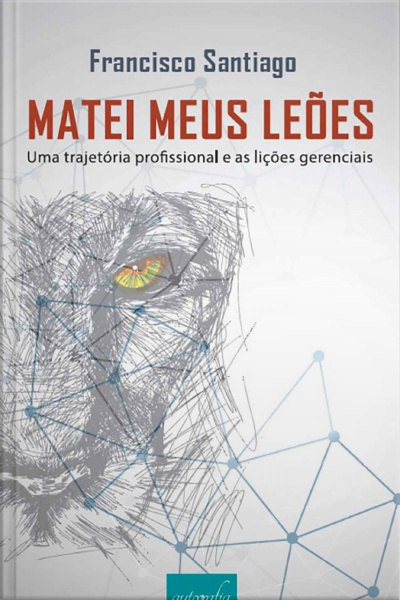 Francisco Santiago
MATEI MEUS LEÕES
Uma trajetória profissional e as lições gerenciais